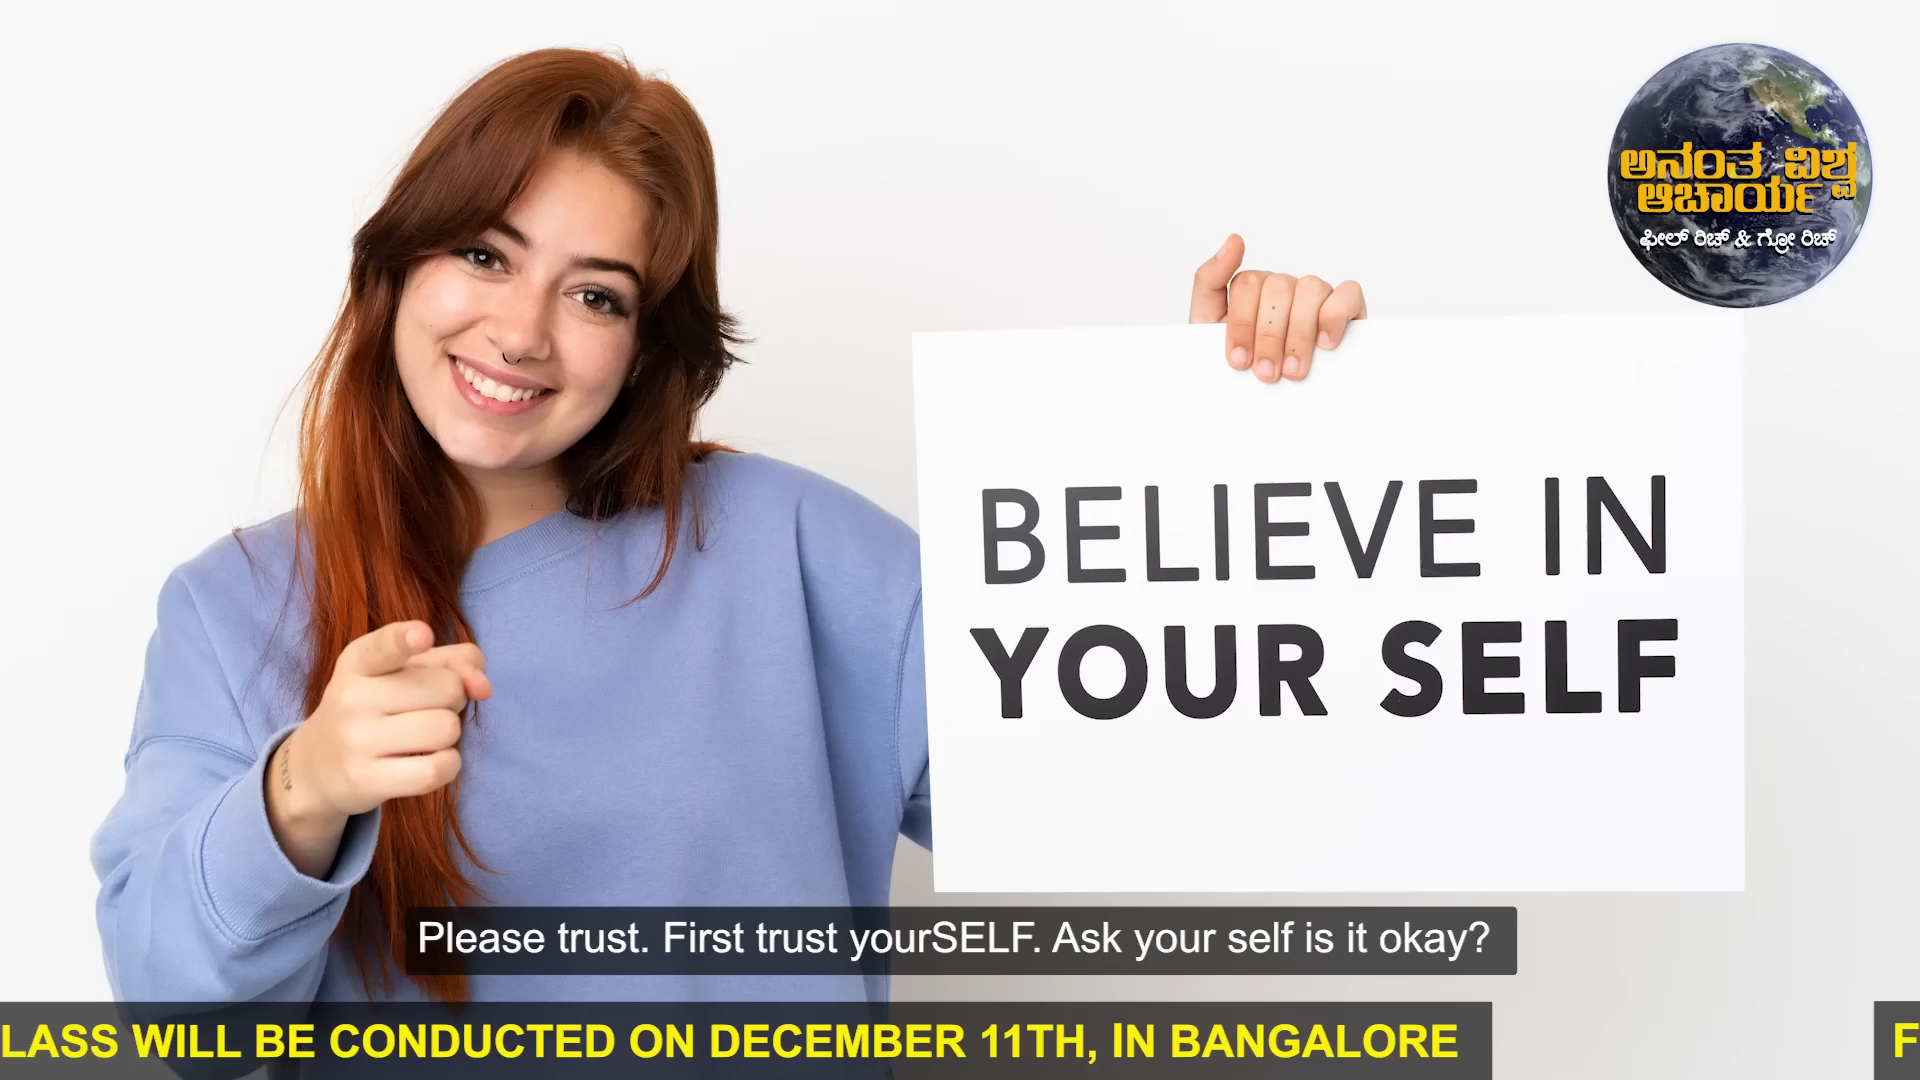 ಅನಂತ ವಿಶ್ವ
ಆಚಾರ್ಯ
ಫೀಲ್ ರಿಚ್ & ಗ್ರೋ ರಿಚ್
BELIEVE IN
YOUR SELF
Please trust. First trust yourSELF. Ask your self is it okay?
LASS WILL BE CONDUCTED ON DECEMBER 11TH, IN BANGALORE F